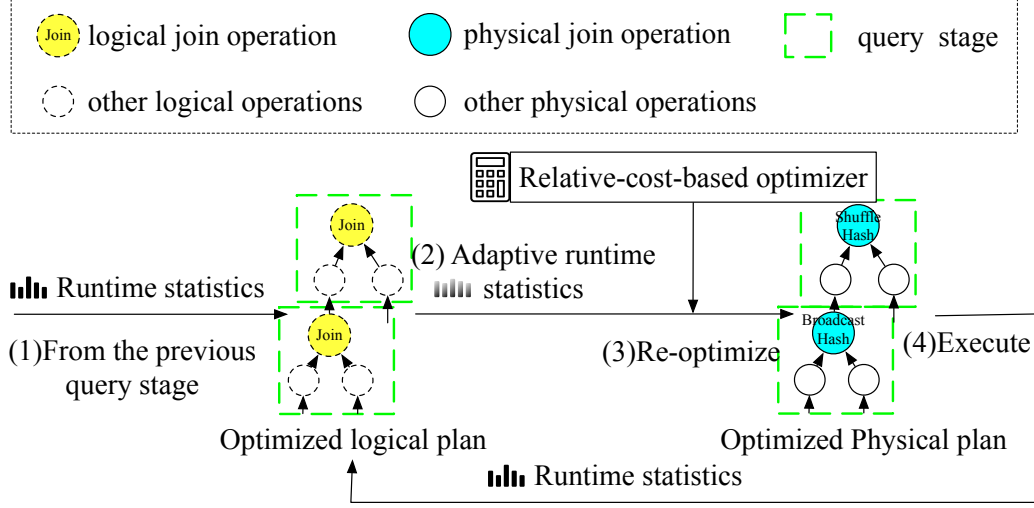 Join logical join operation
physical join operation
query stage
other logical operations
other physical operations
Relative-cost-based optimizer
Join
Shuffle
Hash
(2) Adaptive runtime
statistics
Runtime statistics
(1)From the previous
query stage
Join
Broadcast
Hash
(3)Re-optimize
(4)Execute
Optimized logical plan
Optimized Physical plan
Runtime statistics